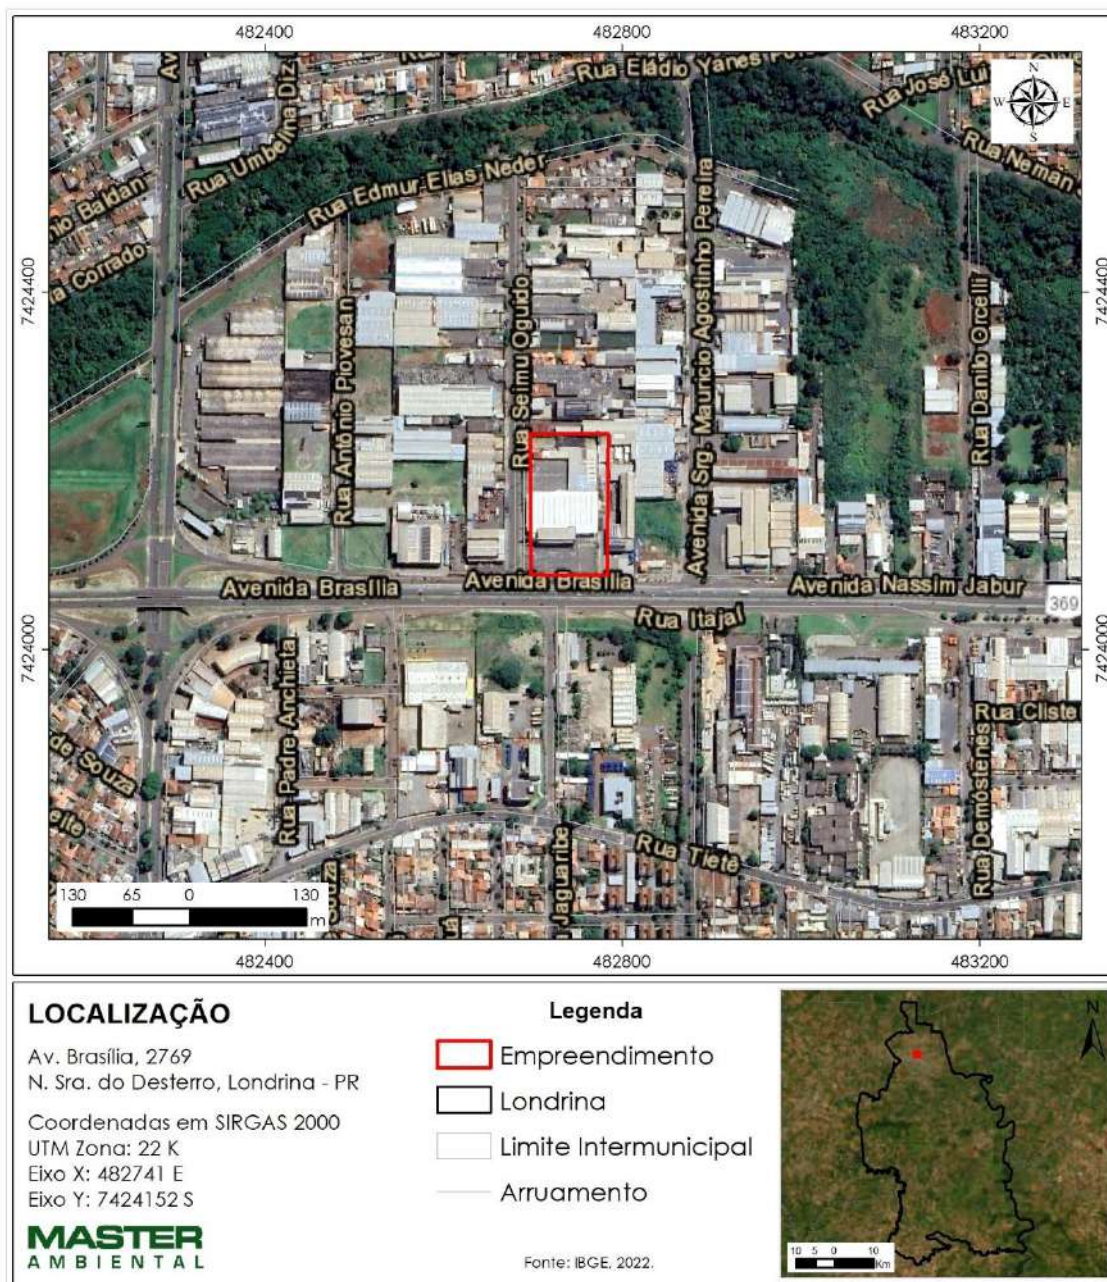 482400 482800 483200
Av
Rua Eládio Yanes
Rua José Lui
Rua Umbelina Diz
N
W E
S
Rua Nemán
Rua Edmur Elias Neder
nio Baldan
a Corrado
7424400
7424400
Rua Antônio Piovesan
Rua Seimu Oguido
Avenida Srg. Mauricio Agostinho Pereira
Rua Danilo Orcelli
Avenida Brasília
Avenida Brasília
Avenida Nassim Jabur
369
Rua Itajaí
7424000
7424000
Rua Padre Anchieta
Rua Cliste
de Souza
Rua Demóstenes
Rua Tietê
Jaguaribe
130 65 0 130
m
482400 482800 483200
LOCALIZAÇÃO
Av. Brasília, 2769
N. Sra. do Desterro, Londrina - PR
Coordenadas em SIRGAS 2000
UTM Zona: 22 K
Eixo X: 482741 E
Eixo Y: 7424152 S
MASTER
AMBIENTAL
Legenda
Empreendimento
Londrina
Limite Intermunicipal
Arruamento
Fonte: IBGE, 2022.
N
10 5 0 10
Km